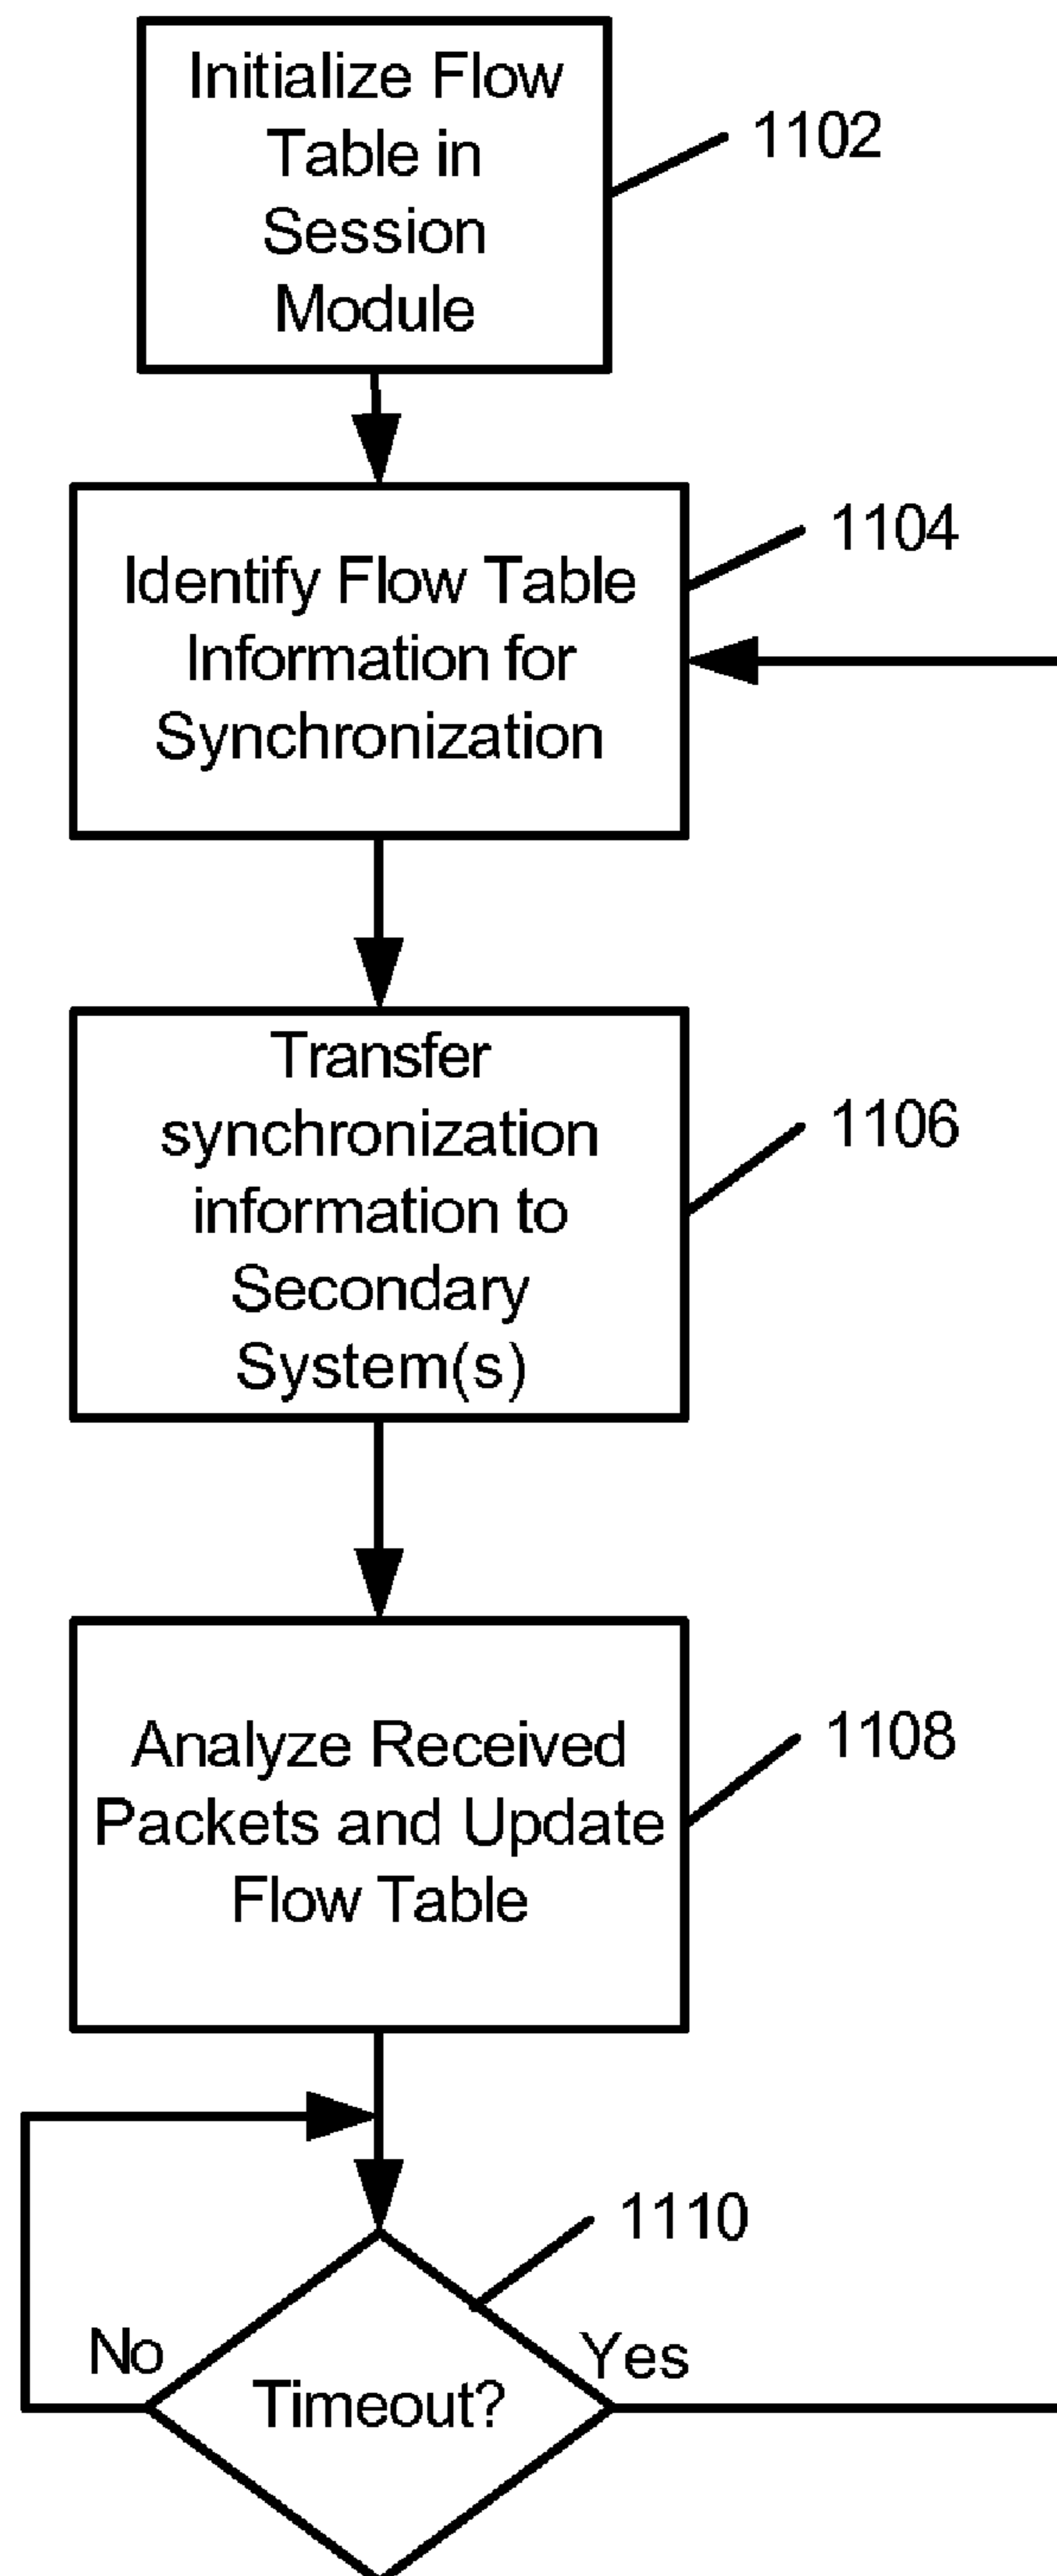 Initialize Flow
Table in
Session
Module
1102
Identify Flow Table
Information for
Synchronization
1104
Transfer
synchronization
information to
Secondary
System(s)
1106
Analyze Received
Packets and Update
Flow Table
1108
1110
No
Timeout?
Yes